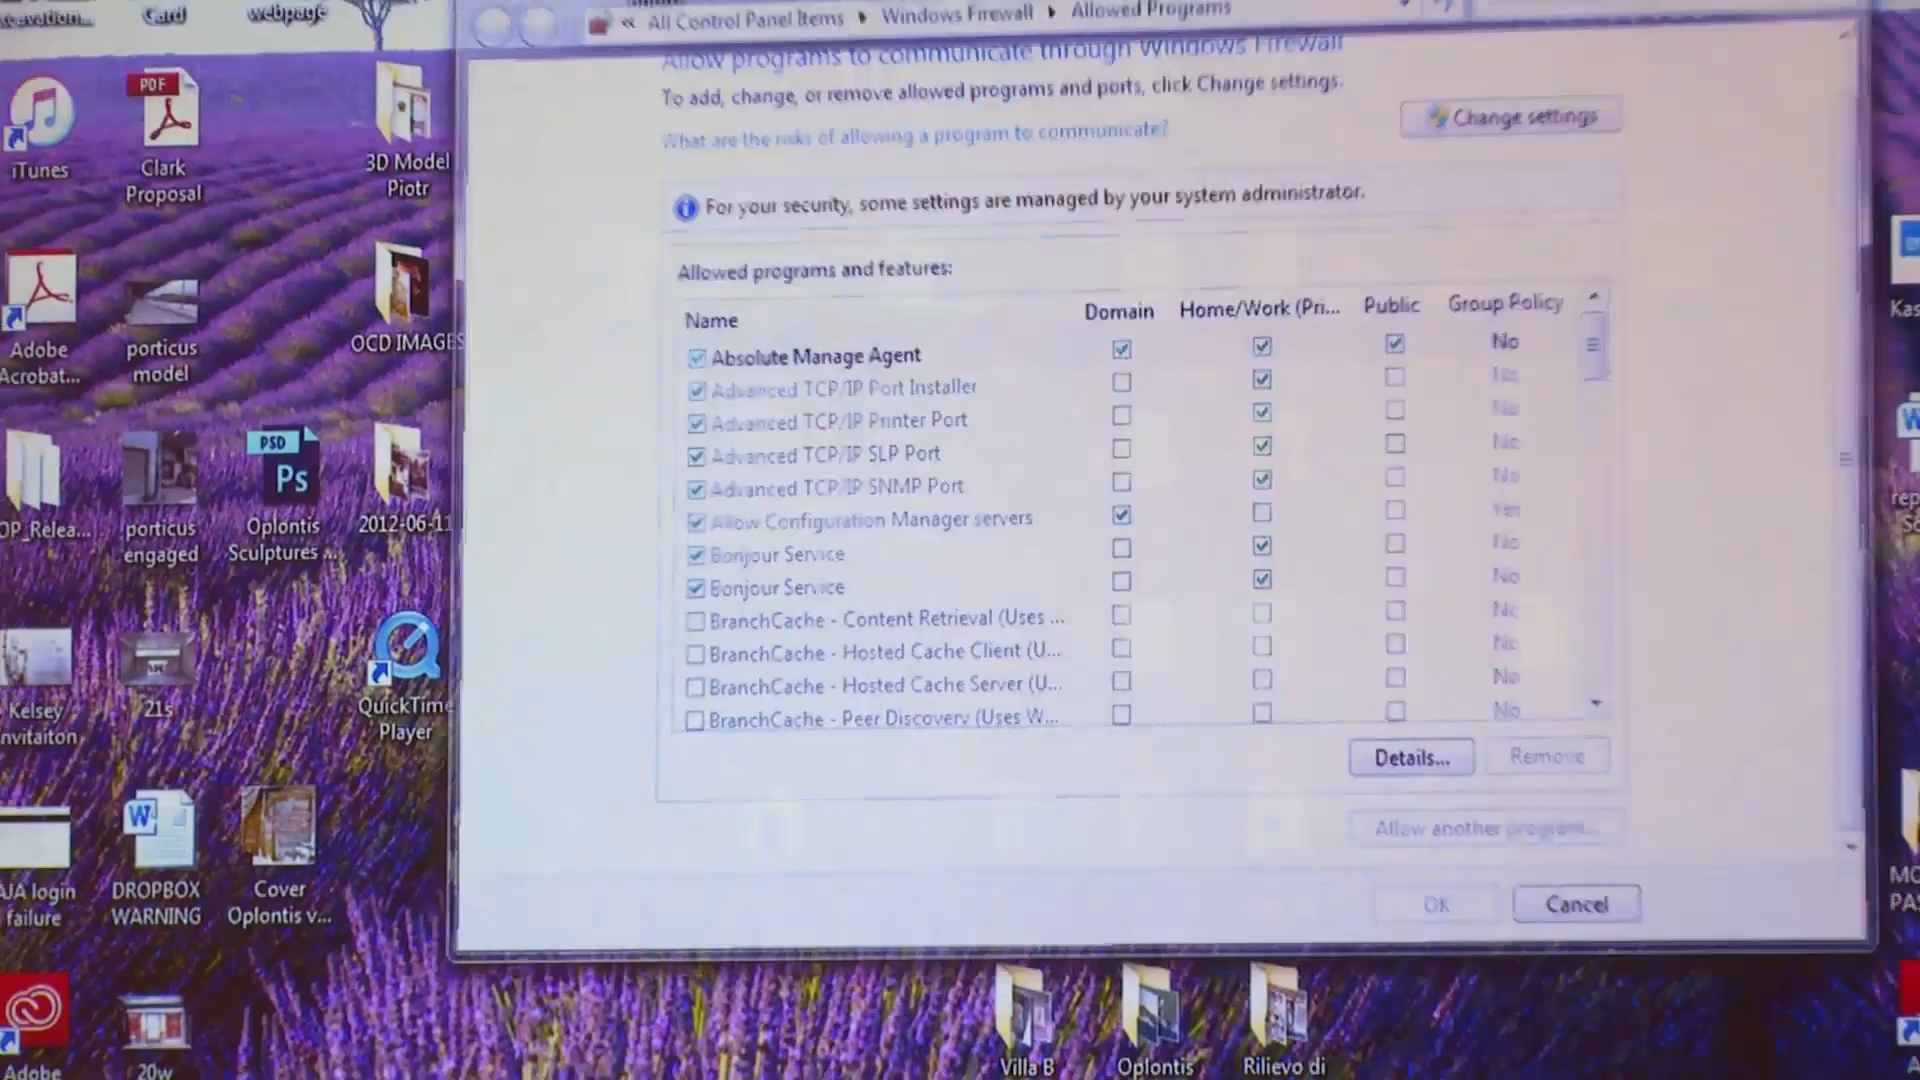 Card
webpage
« All Control Panel Items ▸ Windows Firewall ▸ Allowed Programs
Allow programs to communicate through Windows Firewall
To add, change, or remove allowed programs and ports, click Change settings.
What are the risks of allowing a program to communicate?
Change settings
For your security, some settings are managed by your system administrator.
Allowed programs and features:
Name Domain Home/Work (Pri... Public Group Policy
Absolute Manage Agent No
Advanced TCP/IP Port Installer No
Advanced TCP/IP Printer Port No
Advanced TCP/IP SLP Port No
Advanced TCP/IP SNMP Port No
Allow Configuration Manager servers Yes
Bonjour Service No
Bonjour Service No
BranchCache - Content Retrieval (Uses ... No
BranchCache - Hosted Cache Client (U... No
BranchCache - Hosted Cache Server (U... No
BranchCache - Peer Discovery (Uses W... No
Details...
Remove
Allow another program...
OK
Cancel
iTunes
PDF
Clark
Proposal
3D Model
Piotr
Adobe
Acrobat...
porticus
model
OCD IMAGES
OP_Relea...
porticus
engaged
PSD
Ps
Oplontis
Sculptures ...
2012-06-11
Kelsey
nvitaiton
21s
QuickTime
Player
AJA login
failure
W
DROPBOX
WARNING
Cover
Oplontis v...
Adobe
20w
Villa B
Oplontis
Rilievo di
Kas
W
rep
MC
PAS